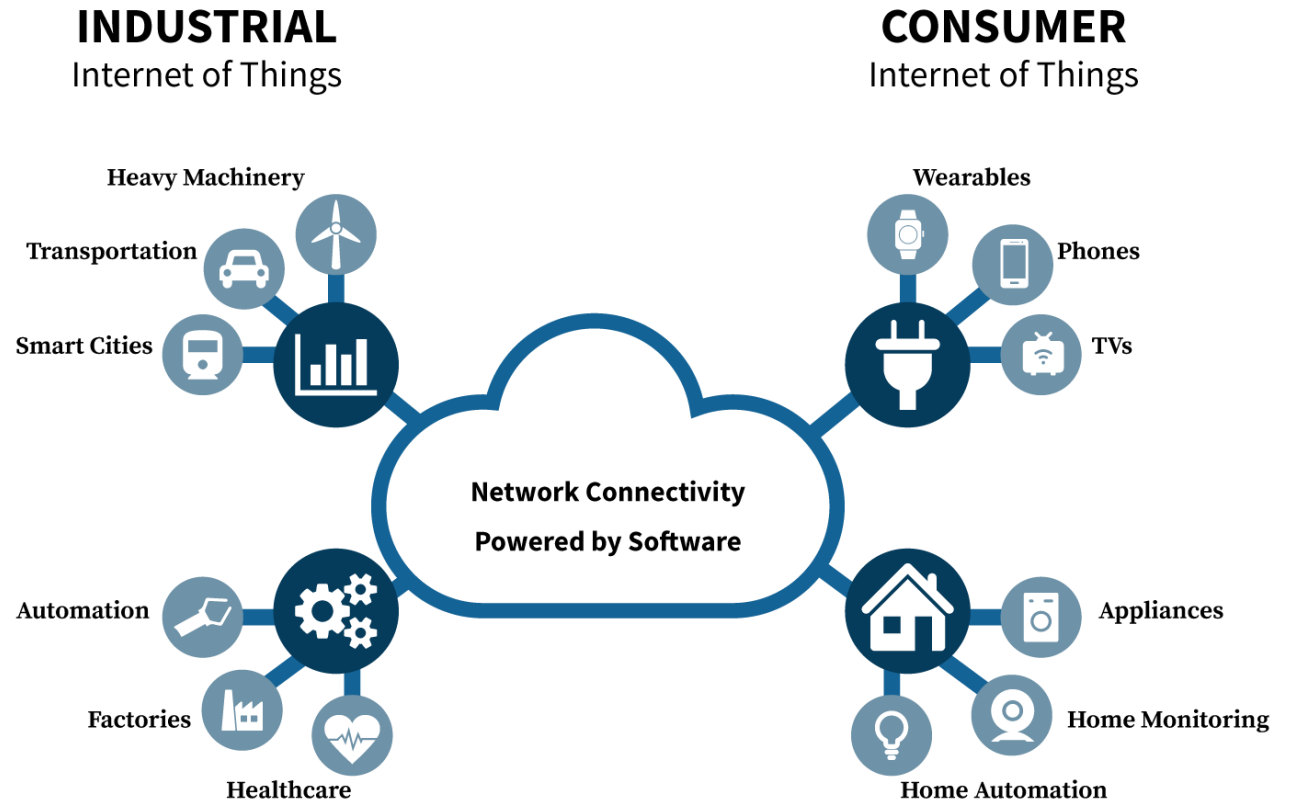 INDUSTRIAL
Internet of Things
CONSUMER
Internet of Things
Heavy Machinery
Transportation
Smart Cities
Wearables
Phones
TVs
Network Connectivity
Powered by Software
Automation
Factories
Healthcare
Appliances
Home Monitoring
Home Automation